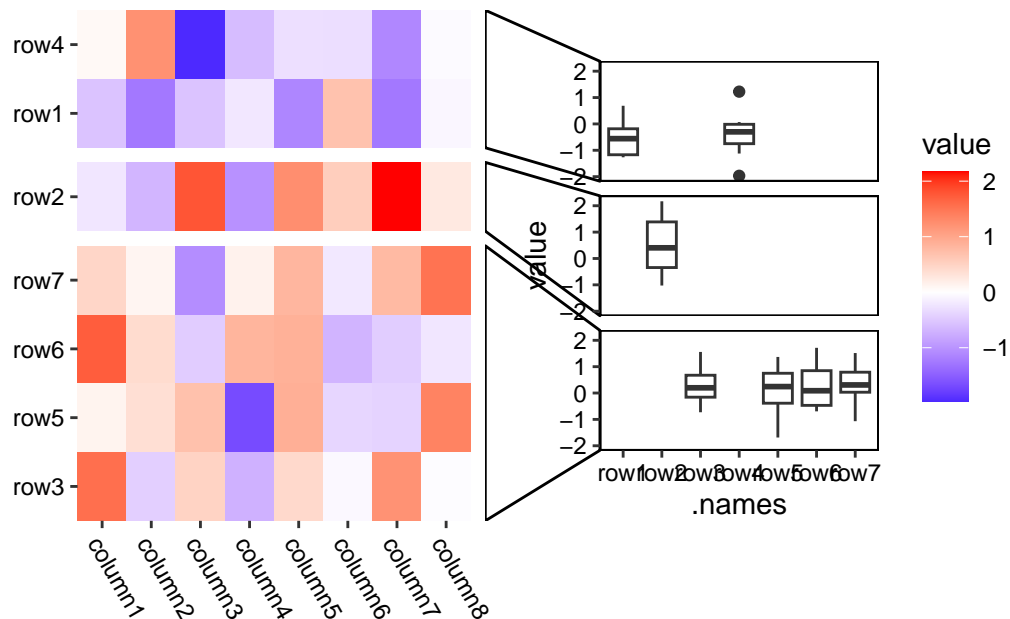 row4
row1
row2
row7
row6
row5
row3
column1
column2
column3
column4
column5
column6
column7
column8
value
2
1
0
−1
−2
2
1
0
−1
−2
2
1
0
−1
−2
row1
row2
row3
row4
row5
row6
row7
.names
value
2
1
0
−1